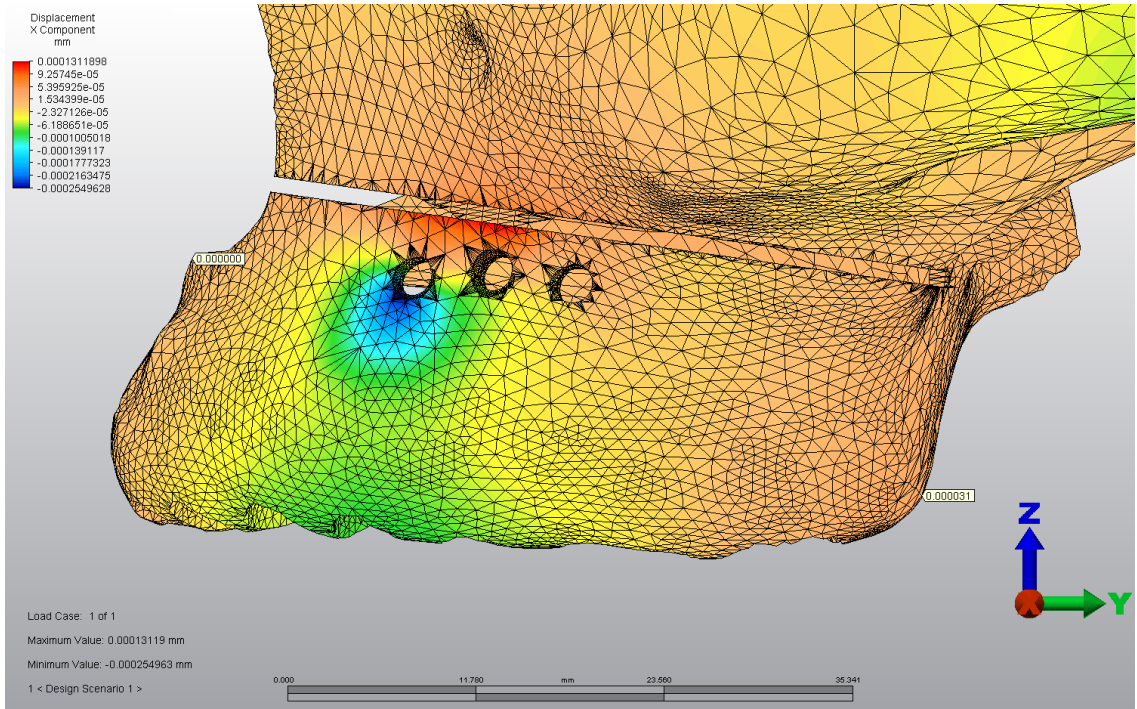 Displacement
X Component
mm
0.0001311898
9.25745e-05
5.395925e-05
1.534399e-05
-2.327126e-05
-6.188651e-05
-0.0001005018
-0.000139117
-0.0001777323
-0.0002163475
-0.0002549628
0.000000
0.000031
Z
X
Y
Load Case: 1 of 1
Maximum Value: 0.00013119 mm
Minimum Value: -0.000254963 mm
1 < Design Scenario 1 >
0.000 11.780 mm 23.560 35.341